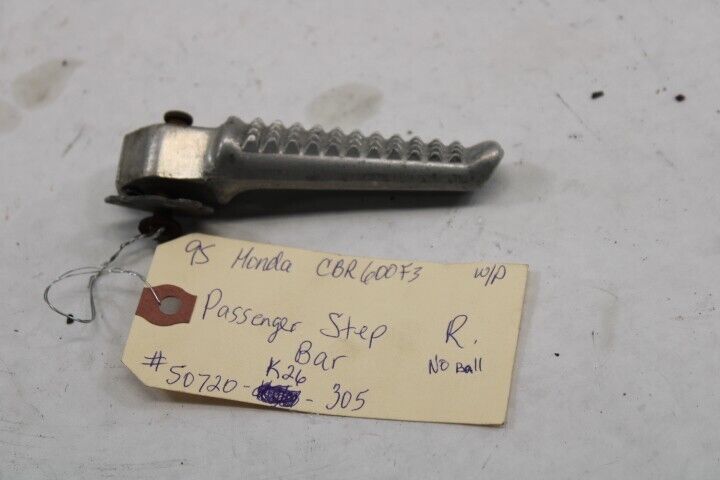 95 Honda CBR600F3 w/p
Passenger Step R.
Bar No Ball
K26
#50720- - 305